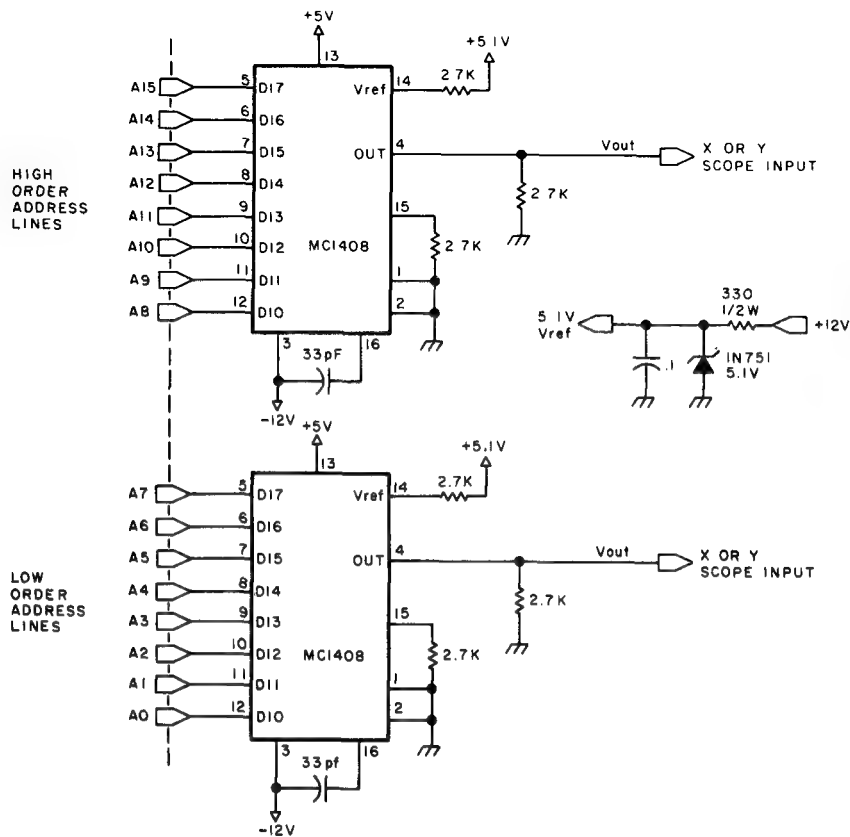 +5V
+5.1V
13
A15
5
D17
Vref
14
2.7K
A14
6
D16
A13
7
D15
OUT
4
Vout
X OR Y
SCOPE INPUT
HIGH
ORDER
ADDRESS
LINES
A12
8
D14
2.7K
A11
9
D13
15
A10
10
D12
MC1408
2.7K
A9
11
D11
1
A8
12
D10
2
3
33pF
16
-12V
5 1V
Vref
330
1/2W
+12V
.1
1N751
5.1V
+5V
+5.1V
13
A7
5
D17
Vref
14
2.7K
A6
6
D16
A5
7
D15
OUT
4
Vout
X OR Y
SCOPE INPUT
LOW
ORDER
ADDRESS
LINES
A4
8
D14
2.7K
A3
9
D13
15
A2
10
D12
MC1408
2.7K
A1
11
D11
1
A0
12
D10
2
3
33pf
16
-12V